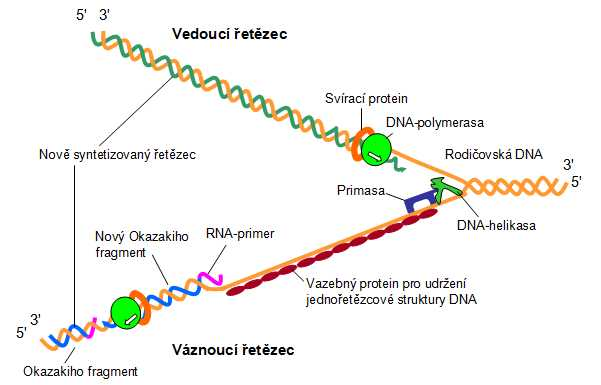 5' 3'
Vedoucí řetězec
Svírací protein
DNA-polymerasa
Nově syntetizovaný řetězec
Rodičovská DNA
3'
5'
Primasa
DNA-helikasa
Nový Okazakiho
fragment
RNA-primer
Vazebný protein pro udržení
jednořetězcové struktury DNA
3'
5'
Váznoucí řetězec
Okazakiho fragment